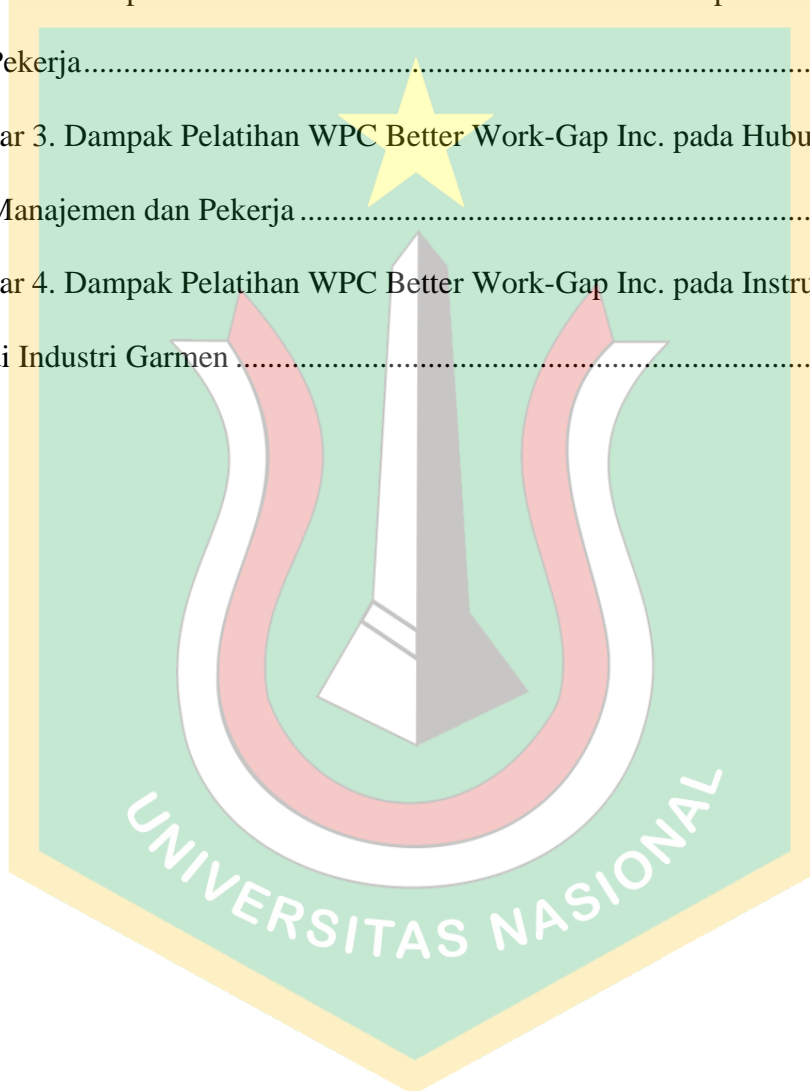 Pekerja
ar 3. Dampak Pelatihan WPC Better Work-Gap Inc. pada Hubu
Manajemen dan Pekerja
ar 4. Dampak Pelatihan WPC Better Work-Gap Inc. pada Instru
i Industri Garmen
UNIVERSITAS NASIONAL